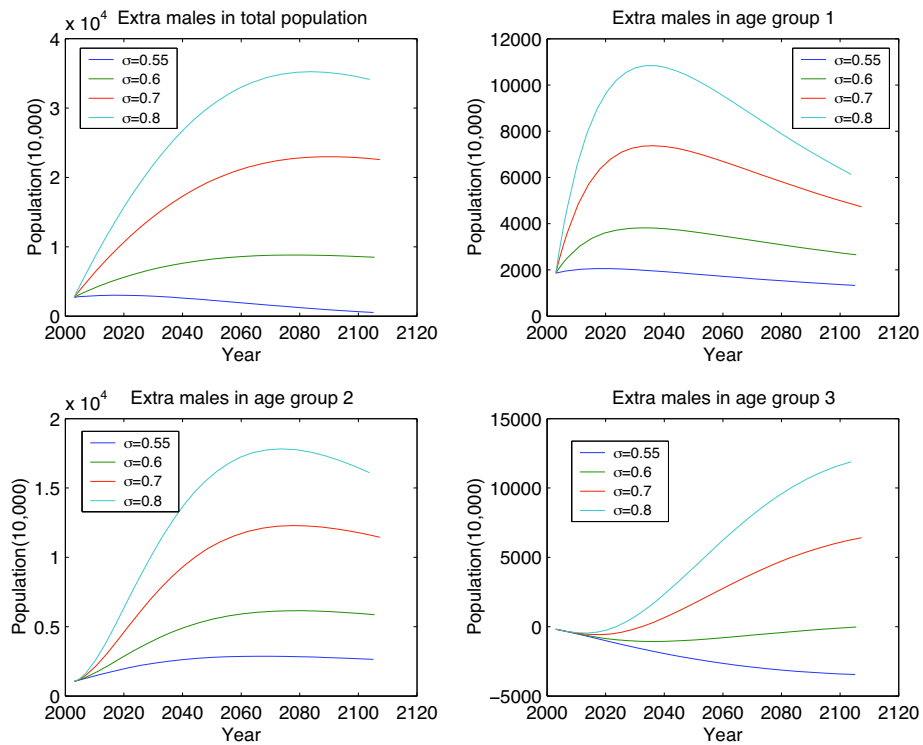 Extra males in total population
x 10^4
4
3
2
1
0
2000 2020 2040 2060 2080 2100 2120
Year
Population(10,000)
σ=0.55
σ=0.6
σ=0.7
σ=0.8
Extra males in age group 1
12000
10000
8000
6000
4000
2000
0
2000 2020 2040 2060 2080 2100 2120
Year
Population(10,000)
σ=0.55
σ=0.6
σ=0.7
σ=0.8
Extra males in age group 2
x 10^4
2
1.5
1
0.5
0
2000 2020 2040 2060 2080 2100 2120
Year
Population(10,000)
σ=0.55
σ=0.6
σ=0.7
σ=0.8
Extra males in age group 3
15000
10000
5000
0
−5000
2000 2020 2040 2060 2080 2100 2120
Year
Population(10,000)
σ=0.55
σ=0.6
σ=0.7
σ=0.8